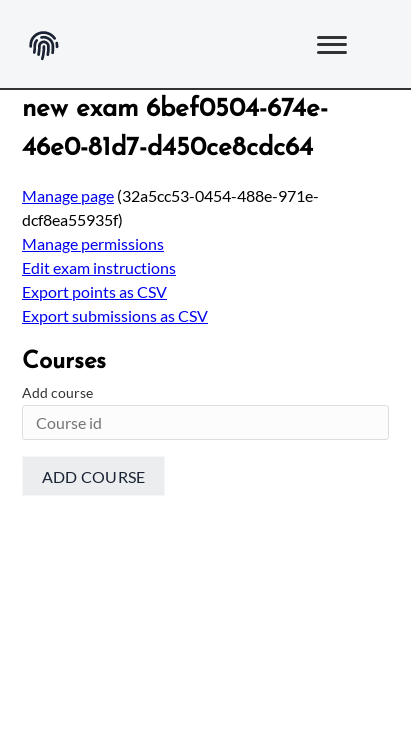 new exam 6bef0504-674e-
46e0-81d7-d450ce8cdc64
Manage page (32a5cc53-0454-488e-971e-
dcf8ea55935f)
Manage permissions
Edit exam instructions
Export points as CSV
Export submissions as CSV
Courses
Add course
Course id
ADD COURSE